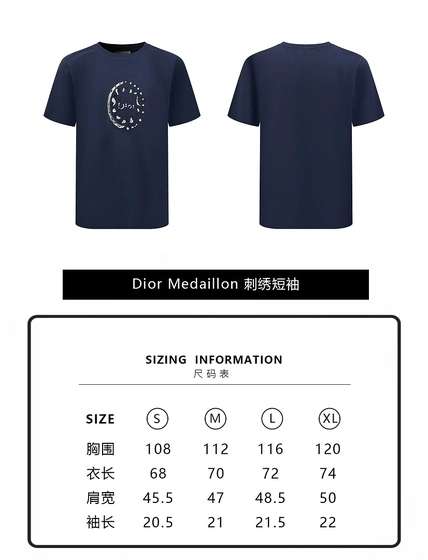 Dior Medaillon 刺绣短袖
SIZING INFORMATION
尺码表
SIZE S M L XL
胸围 108 112 116 120
衣长 68 70 72 74
肩宽 45.5 47 48.5 50
袖长 20.5 21 21.5 22